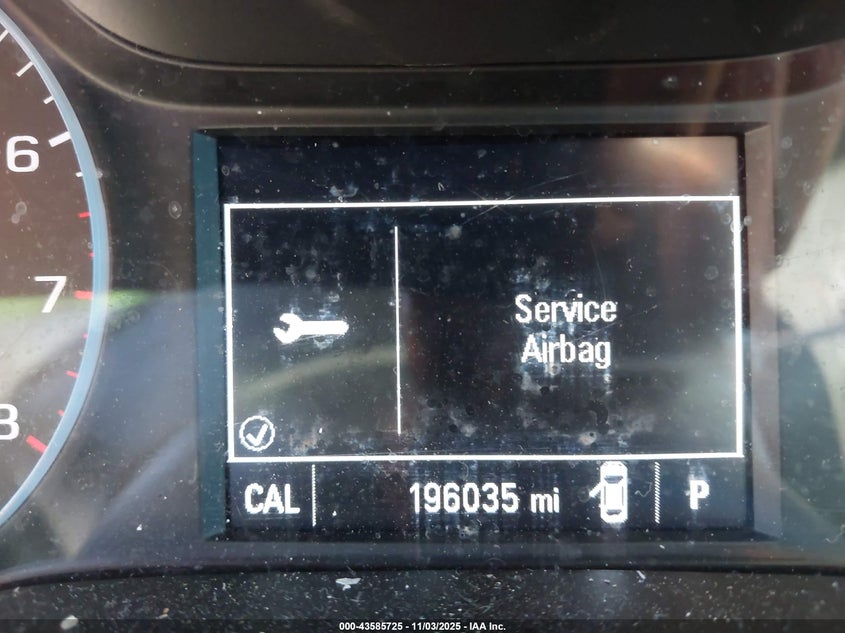 6
7
8
Service
Airbag
CAL
196035 mi
P
000-43585725 - 11/03/2025 - IAA Inc.